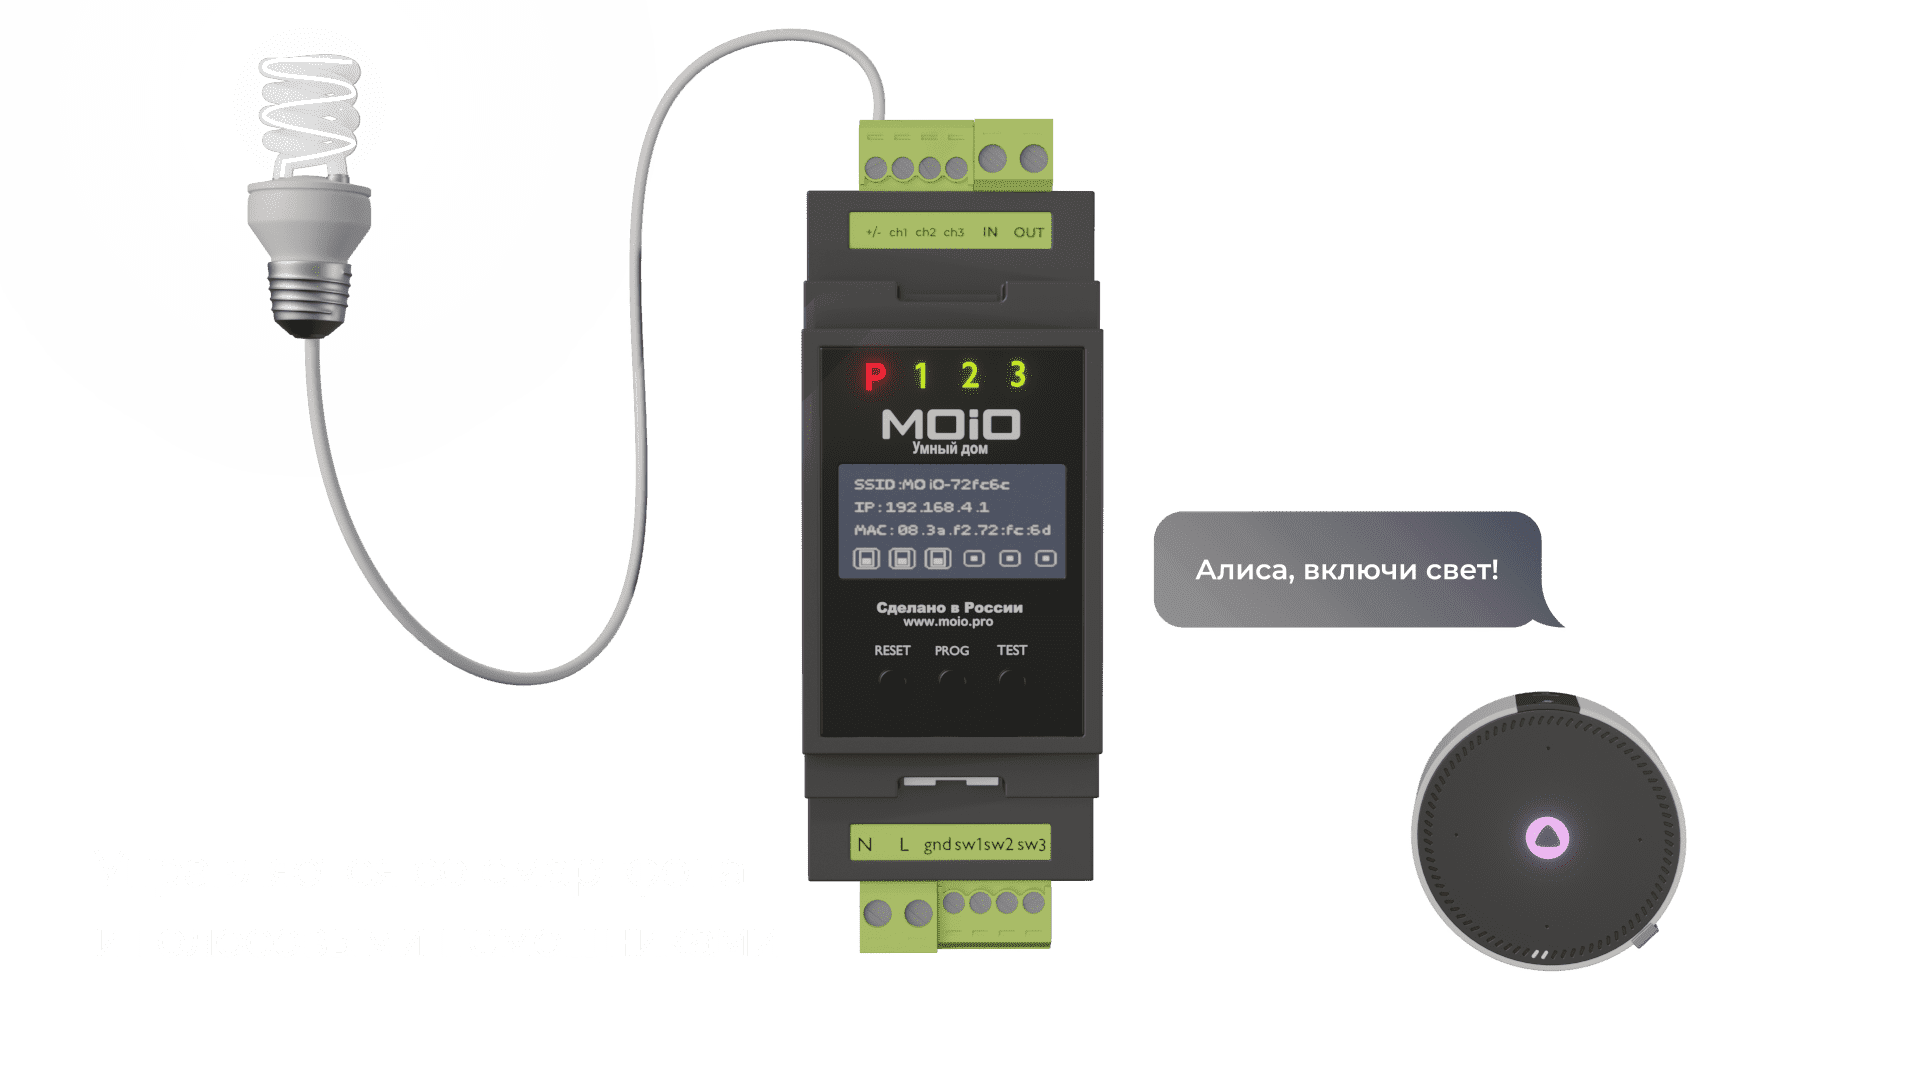 +/- ch1 ch2 ch3 IN OUT
P 1 2 3
MOiO
Умный дом
SSID:MOiO-72fc6c
IP:192.168.4.1
MAC:08.3a.f2.72:fc:6d
Сделано в России
www.moio.pro
RESET PROG TEST
Алиса, включи свет!
N L gnd sw1 sw2 sw3